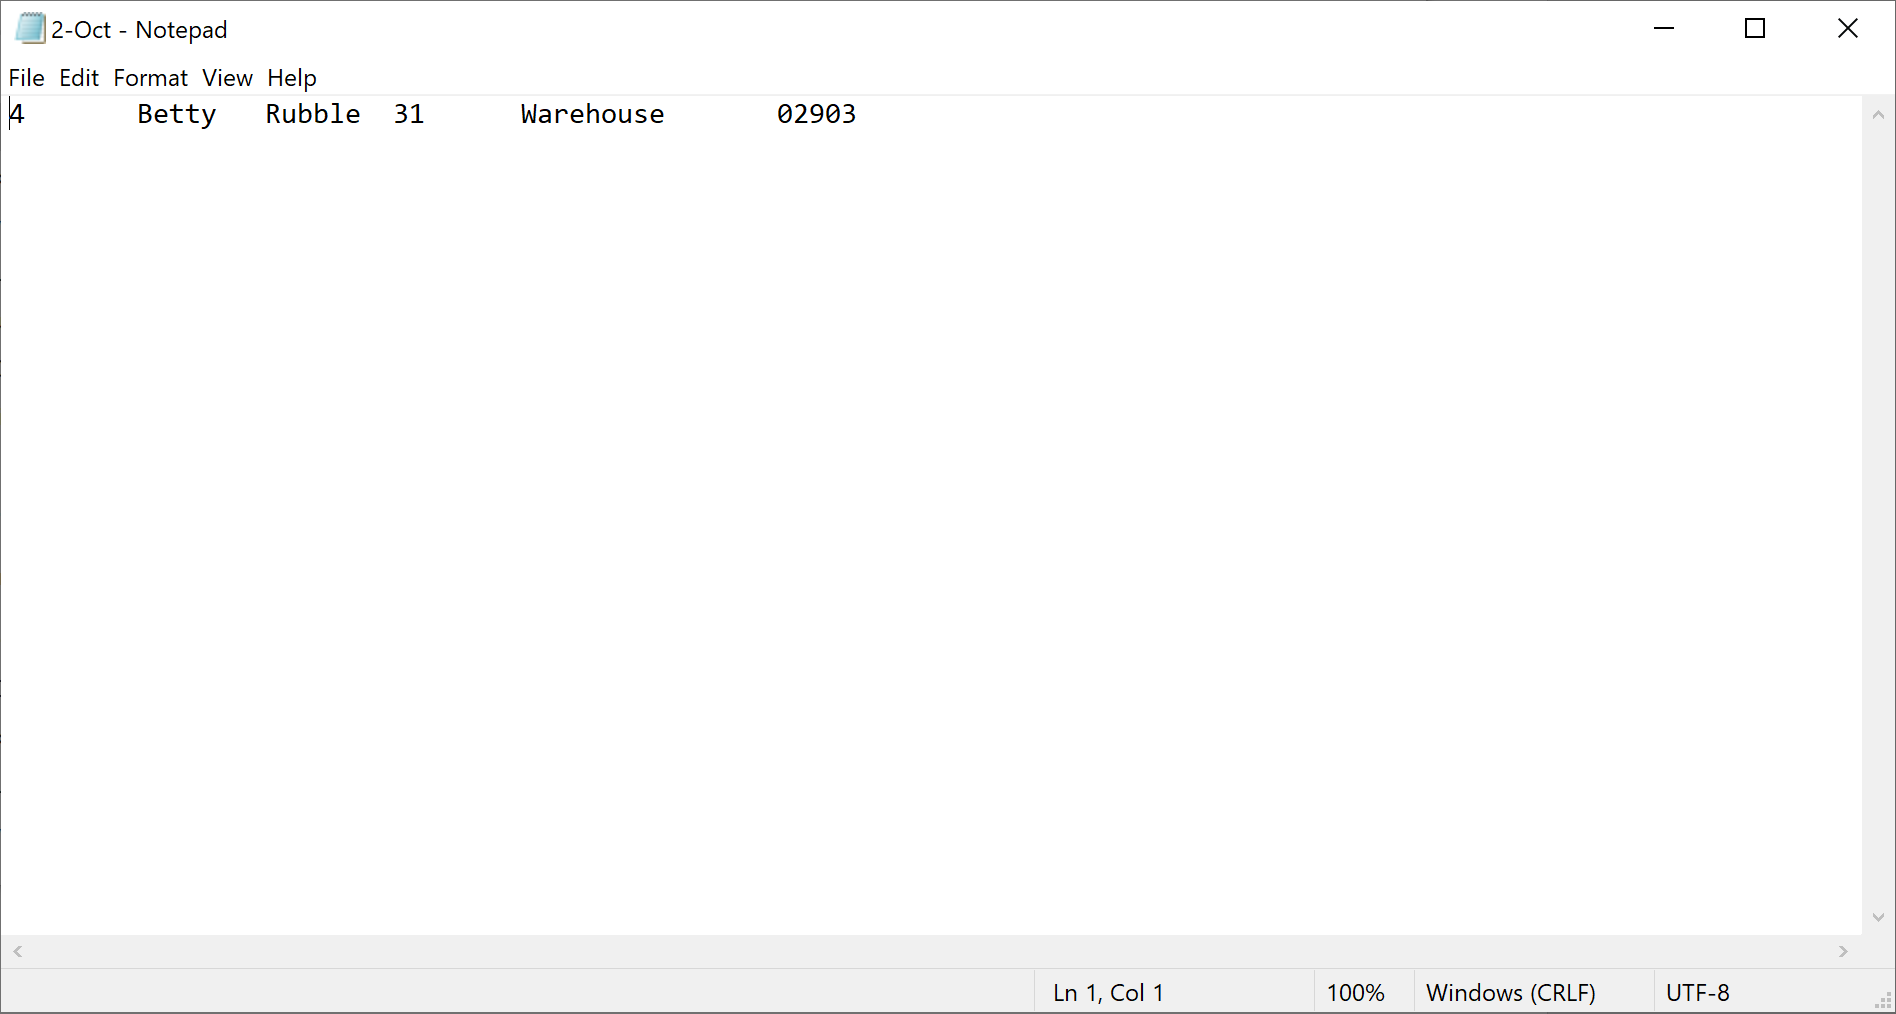 2-Oct - Notepad
File Edit Format View Help
4 Betty Rubble 31 Warehouse 02903
Ln 1, Col 1 100% Windows (CRLF) UTF-8